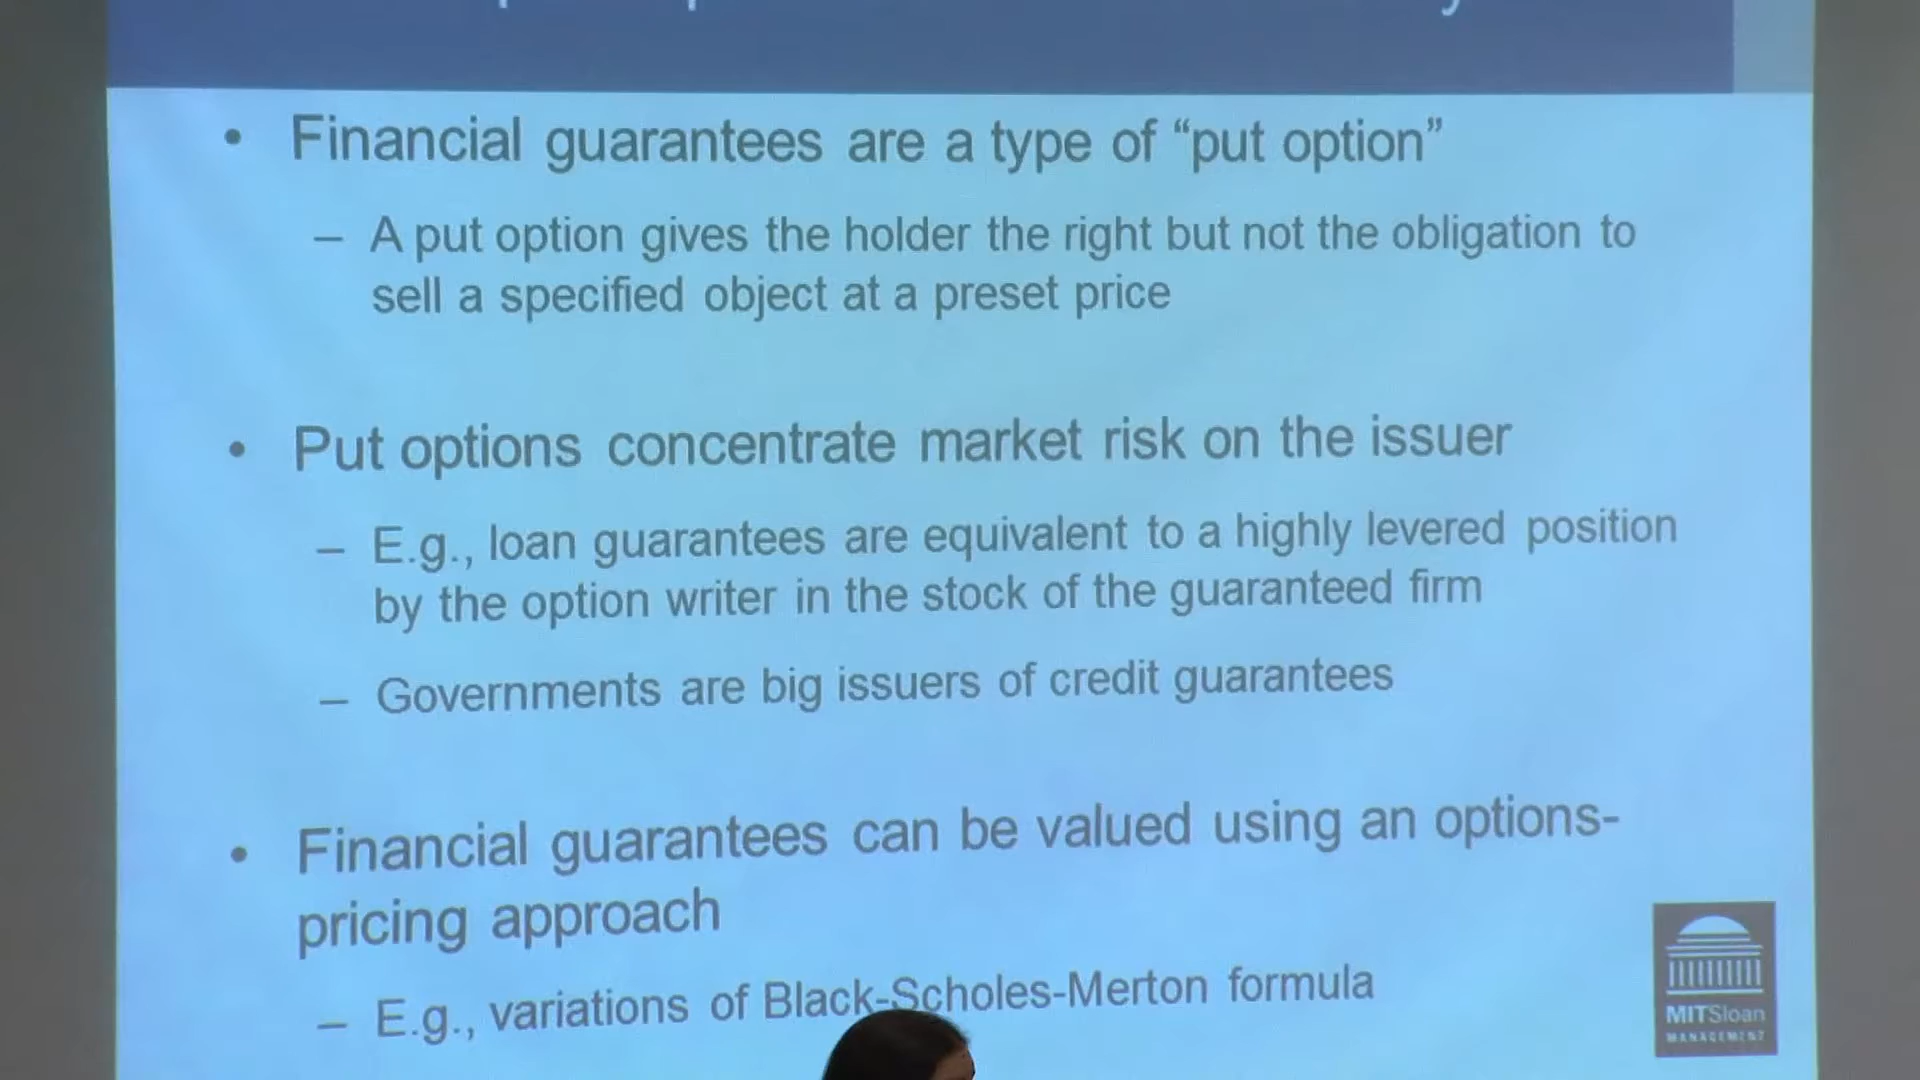 • Financial guarantees are a type of “put option”
– A put option gives the holder the right but not the obligation to
sell a specified object at a preset price
• Put options concentrate market risk on the issuer
– E.g., loan guarantees are equivalent to a highly levered position
by the option writer in the stock of the guaranteed firm
– Governments are big issuers of credit guarantees
• Financial guarantees can be valued using an options-
pricing approach
– E.g., variations of Black-Scholes-Merton formula
MITSloan
MANAGEMENT